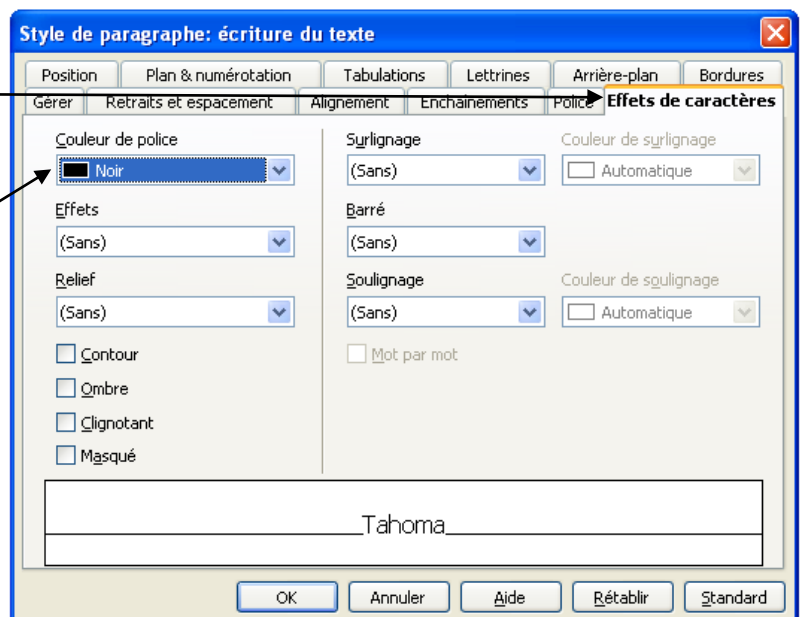 Style de paragraphe: écriture du texte
Position Plan & numérotation Tabulations Lettrines Arrière-plan Bordures
Gérer Retraits et espacement Alignement Enchaînements Police Effets de caractères
Couleur de police Surlignage Couleur de surlignage
Noir (Sans) Automatique
Effets Barré
(Sans) (Sans)
Relief Soulignage Couleur de soulignage
(Sans) (Sans) Automatique
Contour Mot par mot
Ombre
Clignotant
Masqué
Tahoma
OK Annuler Aide Rétablir Standard